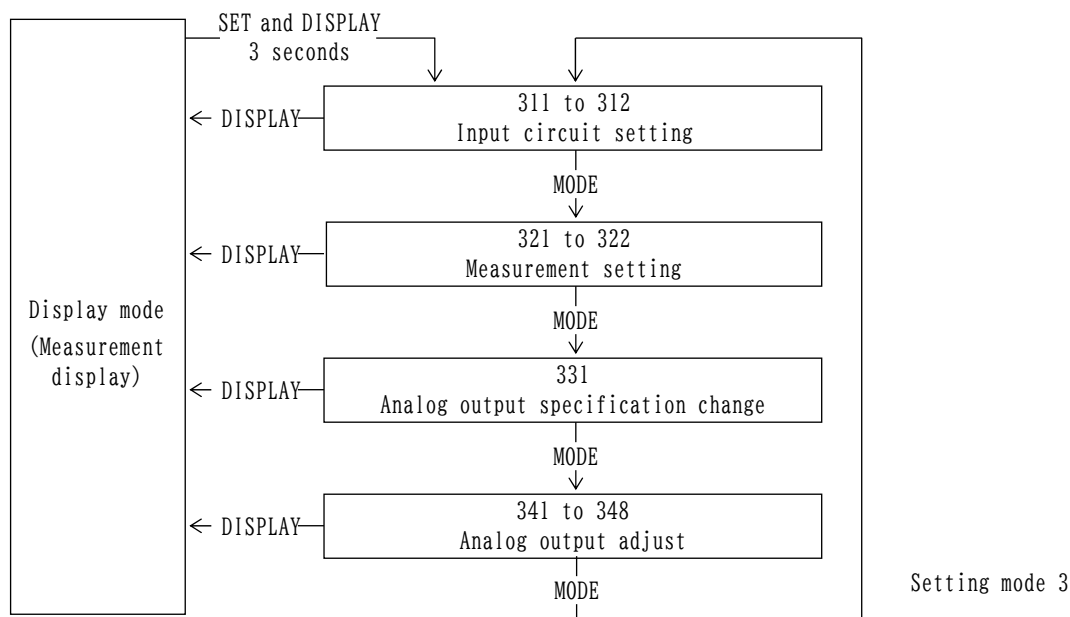 SET and DISPLAY
3 seconds
311 to 312
Input circuit setting
DISPLAY
MODE
321 to 322
Measurement setting
DISPLAY
MODE
Display mode
(Measurement
display)
331
Analog output specification change
DISPLAY
MODE
341 to 348
Analog output adjust
DISPLAY
MODE
Setting mode 3